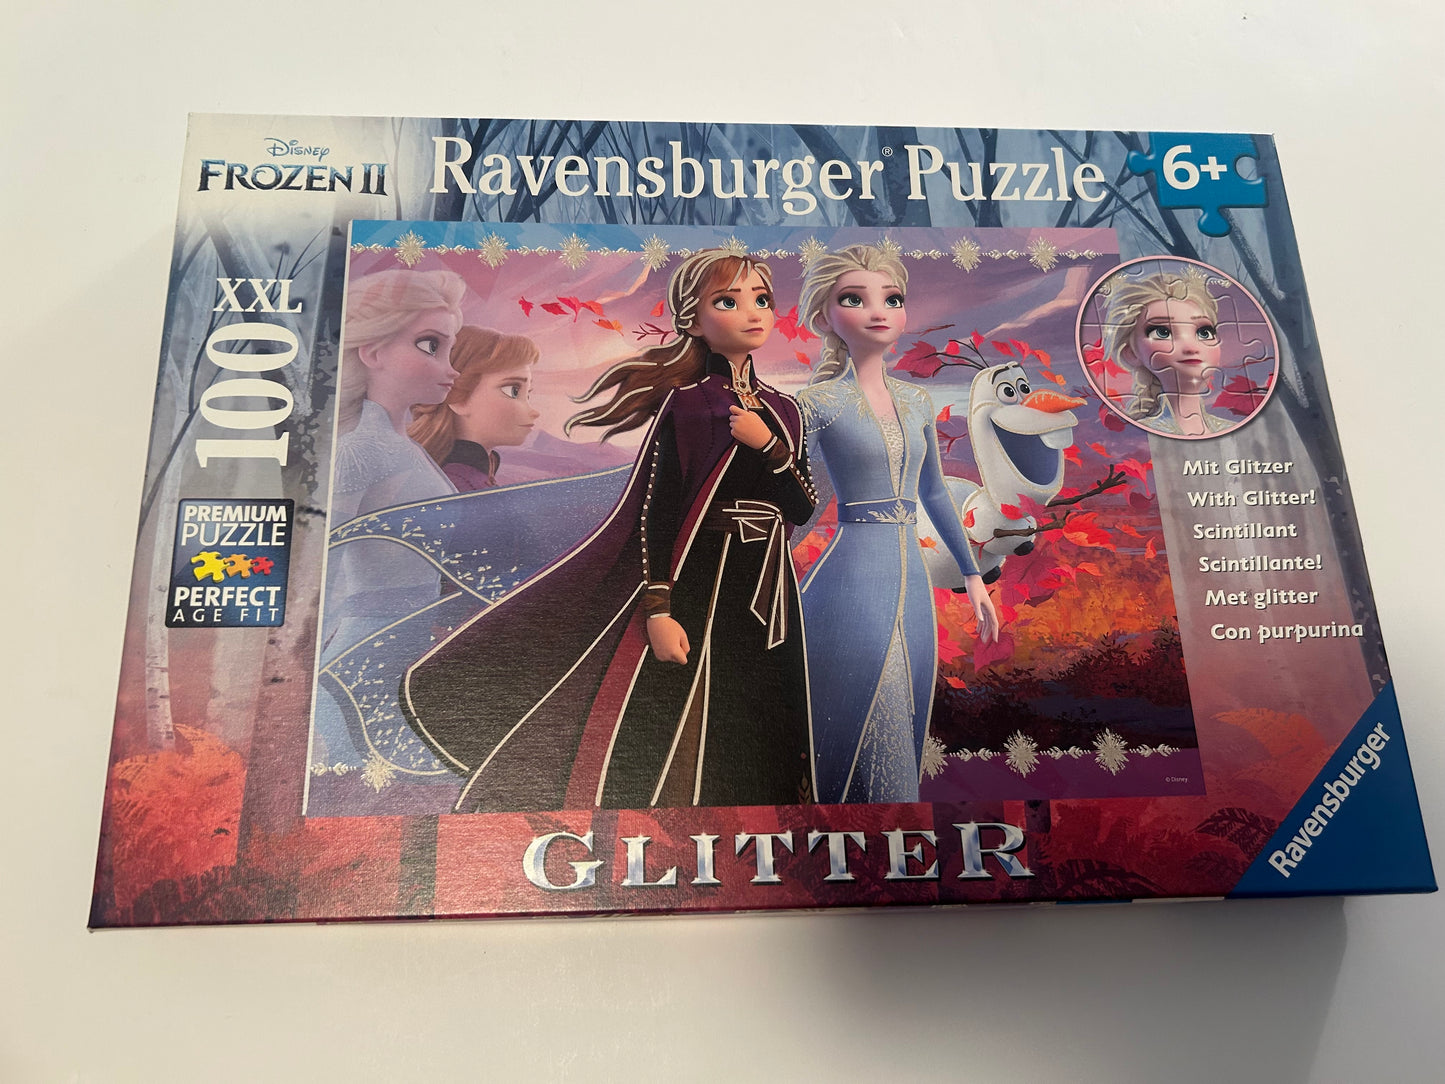 Disney
FROZEN II
Ravensburger® Puzzle
6+
XXL
100
PREMIUM
PUZZLE
PERFECT
AGE FIT
Mit Glitzer
With Glitter!
Scintillant
Scintillante!
Met glitter
Con purpurina
© Disney
GLITTER
Ravensburger